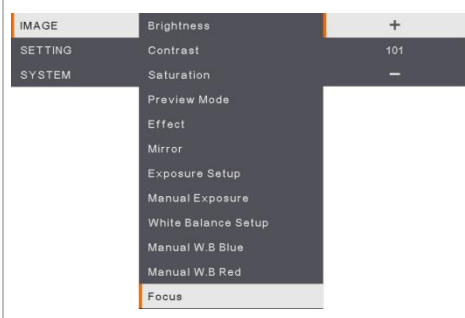 IMAGE
SETTING
SYSTEM
Brightness
Contrast
Saturation
Preview Mode
Effect
Mirror
Exposure Setup
Manual Exposure
White Balance Setup
Manual W.B Blue
Manual W.B Red
Focus
+
101
−